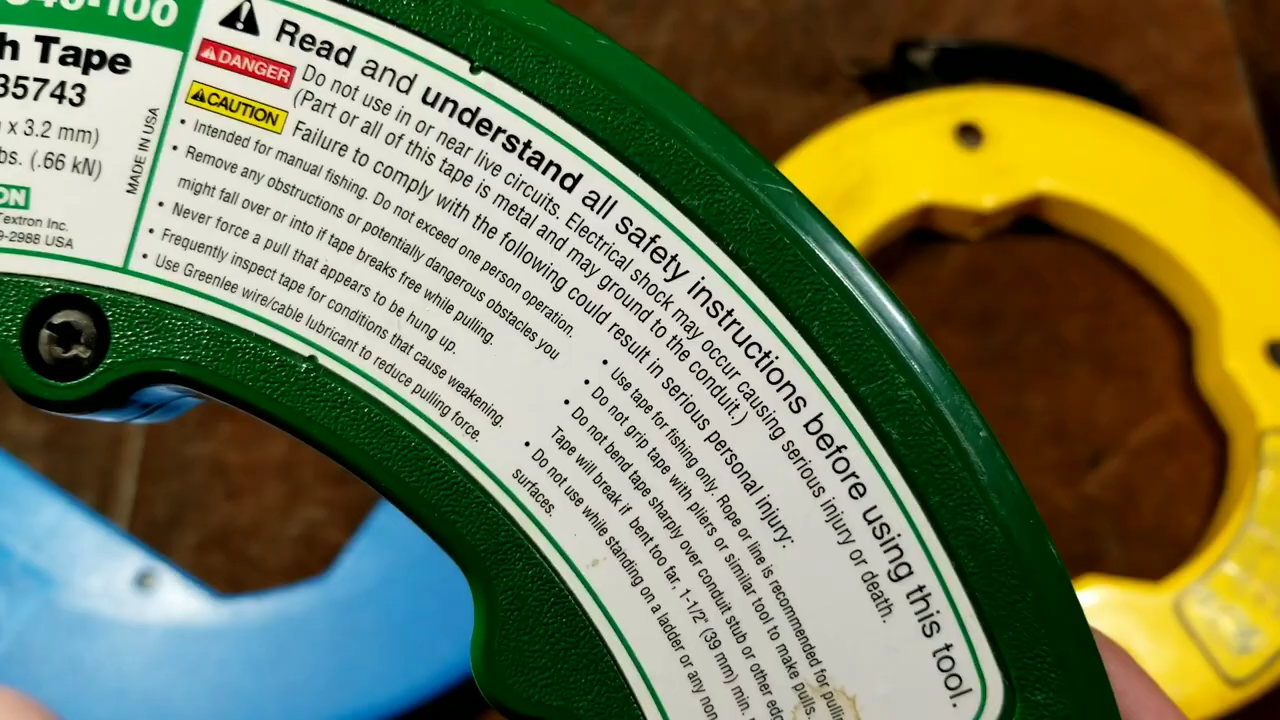 -100
Tape
35743
x 3.2 mm)
(.66 kN)
Textron Inc.
-2988 USA
MADE IN USA
Read and understand all safety instructions before using this tool.
DANGER
Do not use in or near live circuits. Electrical shock may occur causing serious injury or death.
(Part or all of this tape is metal and may ground to the conduit.)
CAUTION
Failure to comply with the following could result in serious personal injury:
• Intended for manual fishing. Do not exceed one person operation.
• Remove any obstructions or potentially dangerous obstacles you
might fall over or into if tape breaks free while pulling.
• Never force a pull that appears to be hung up.
• Frequently inspect tape for conditions that cause weakening.
• Use Greenlee wire/cable lubricant to reduce pulling force.
• Use tape for fishing only. Rope or line is recommended for
• Do not grip tape with pliers or similar tool to make pulls.
• Do not bend tape sharply over conduit stub or other
Tape will break if bent too far. 1-1/2" (39 mm) min.
• Do not use while standing on a ladder or any non
surfaces.